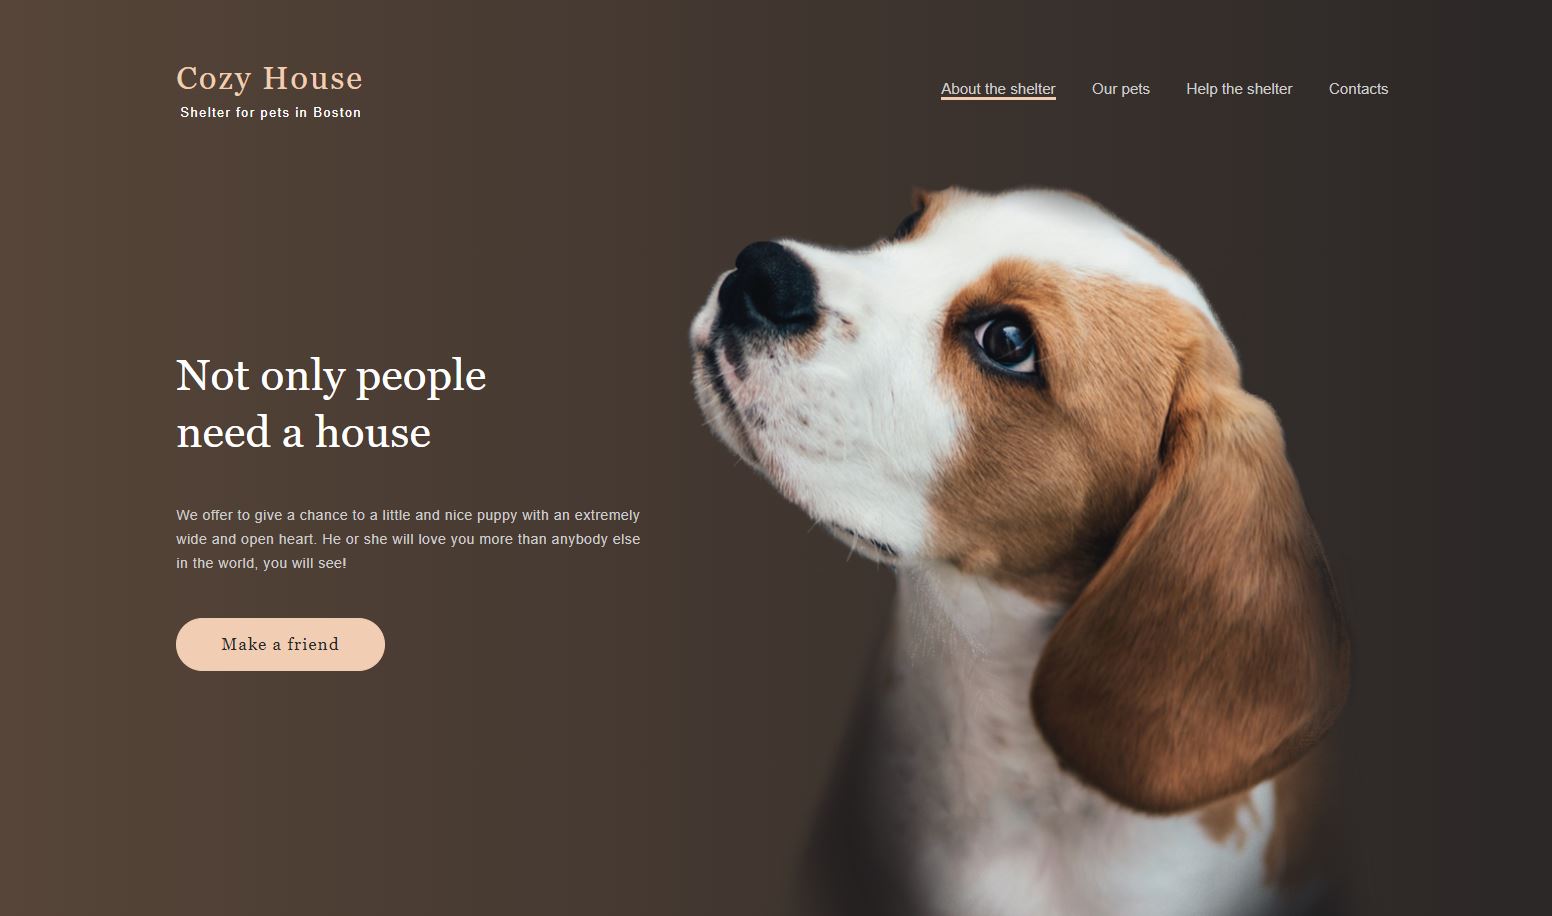 Cozy House
Shelter for pets in Boston
About the shelter
Our pets
Help the shelter
Contacts
Not only people
need a house
We offer to give a chance to a little and nice puppy with an extremely
wide and open heart. He or she will love you more than anybody else
in the world, you will see!
Make a friend